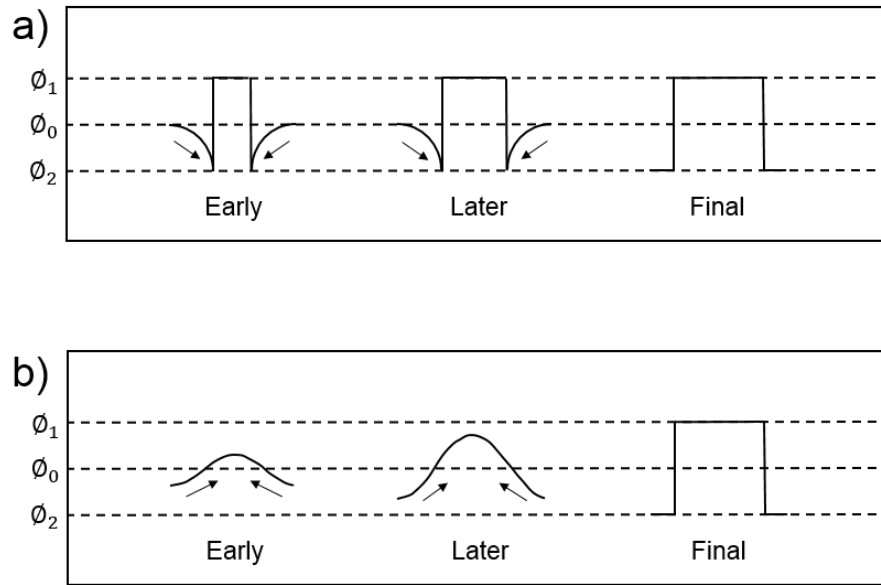 a)
Ø₁
Ø₀
Ø₂
Early Later Final
b)
Ø₁
Ø₀
Ø₂
Early Later Final